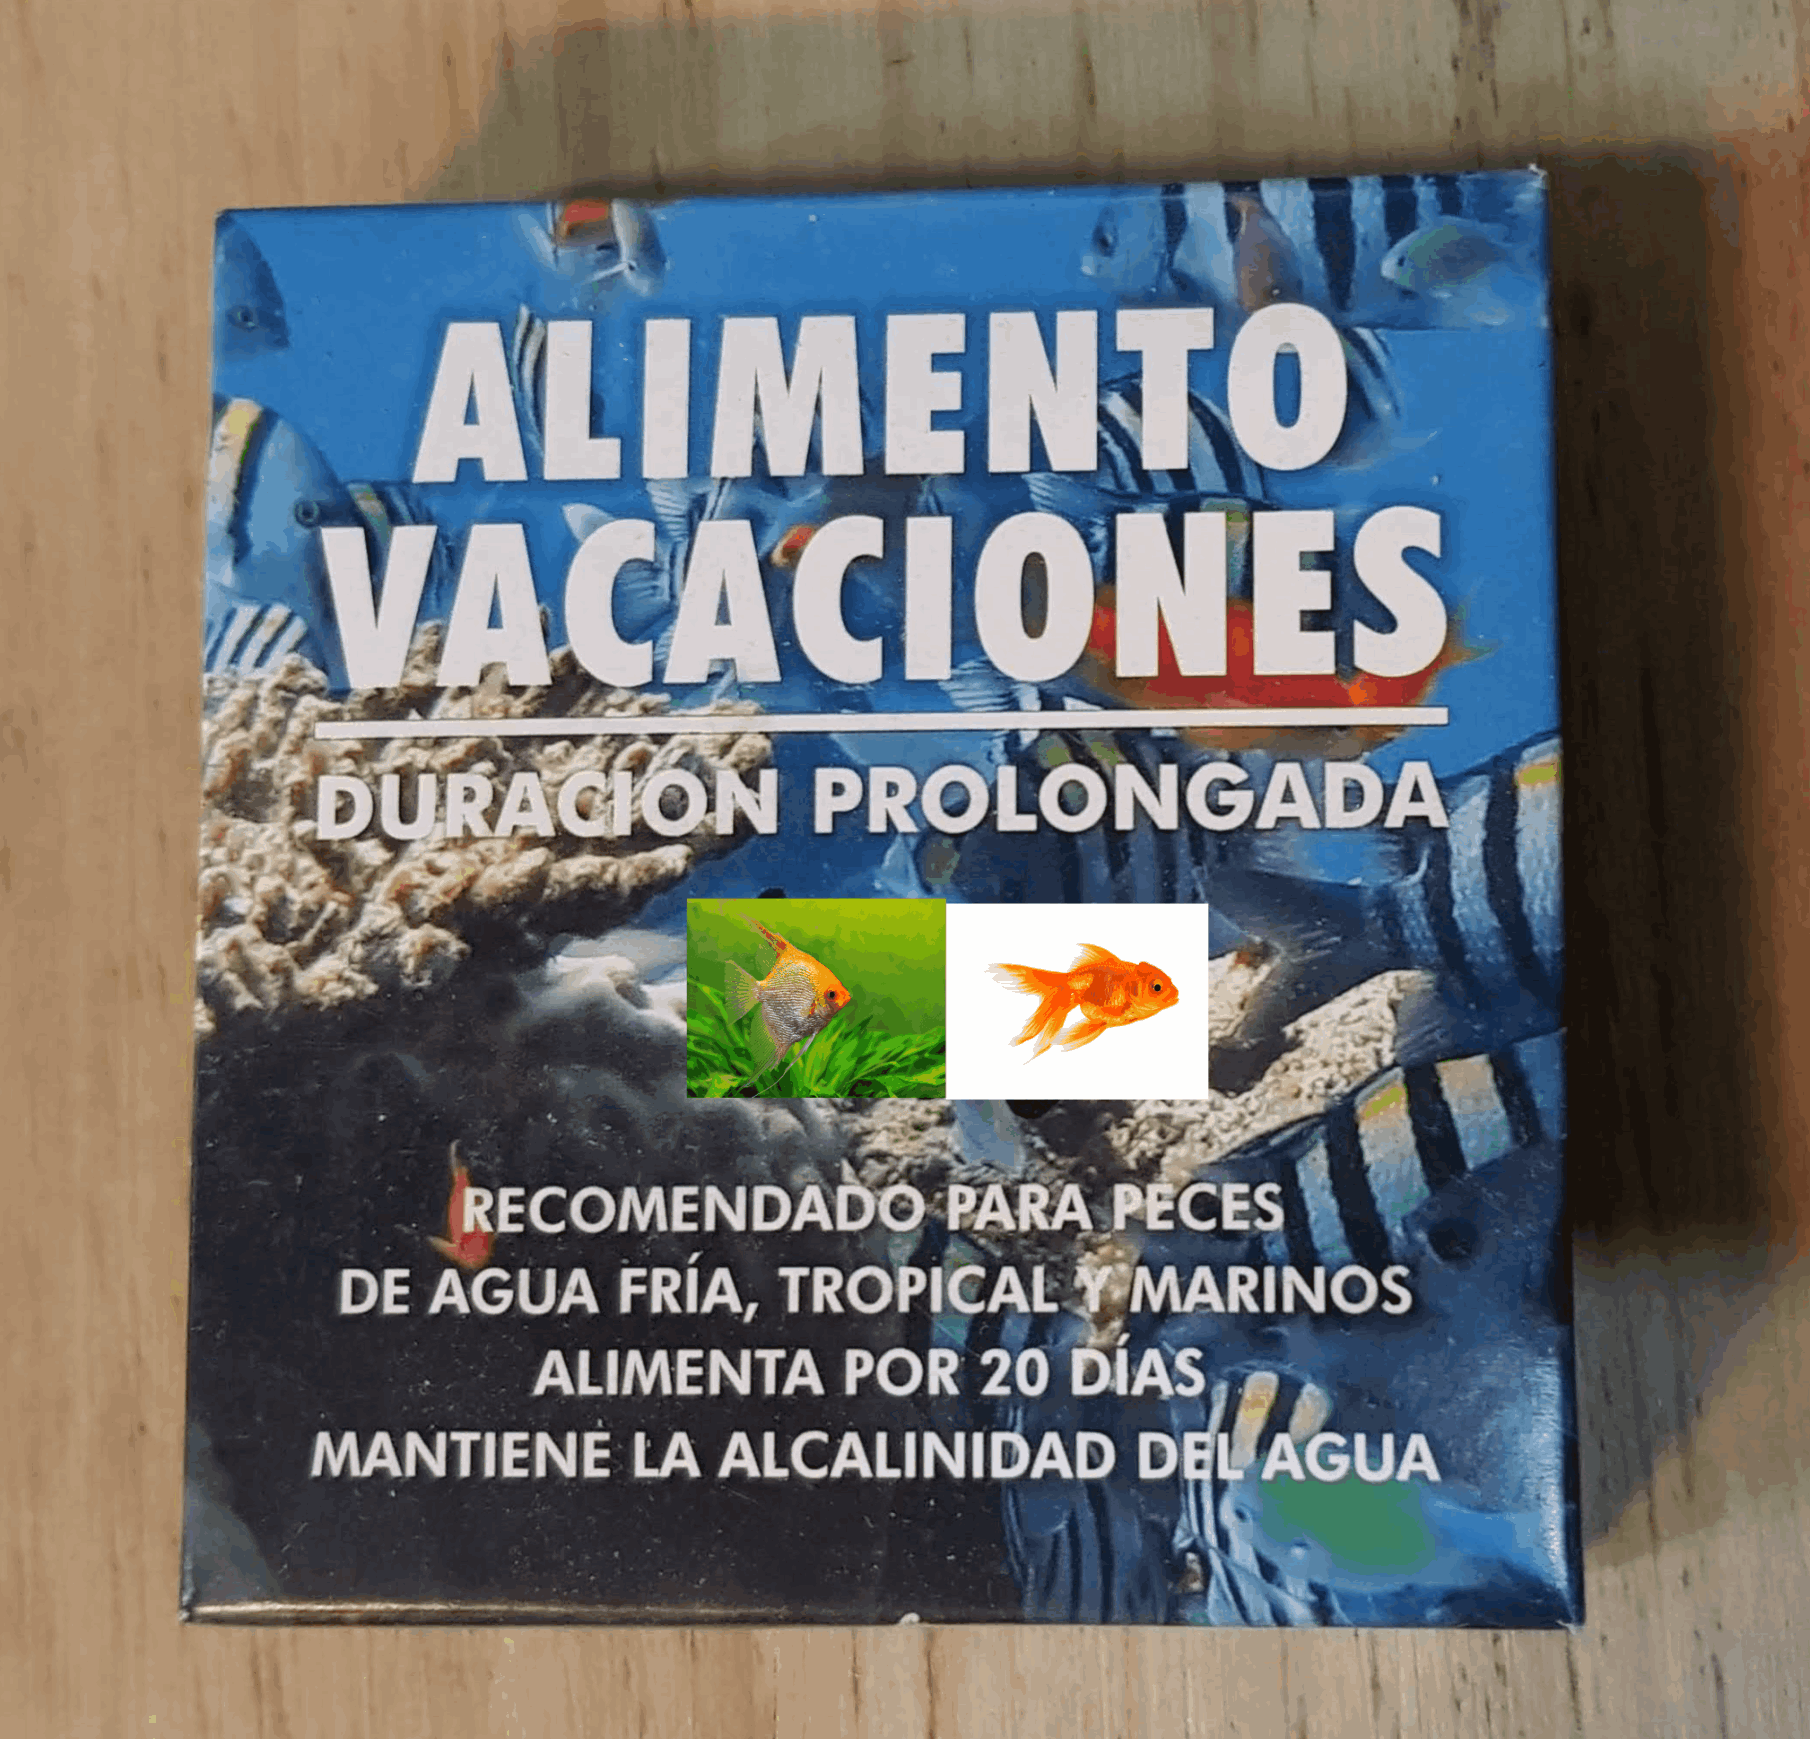 ALIMENTO
VACACIONES
DURACIÓN PROLONGADA
RECOMENDADO PARA PECES
DE AGUA FRÍA, TROPICAL Y MARINOS
ALIMENTA POR 20 DÍAS
MANTIENE LA ALCALINIDAD DEL AGUA